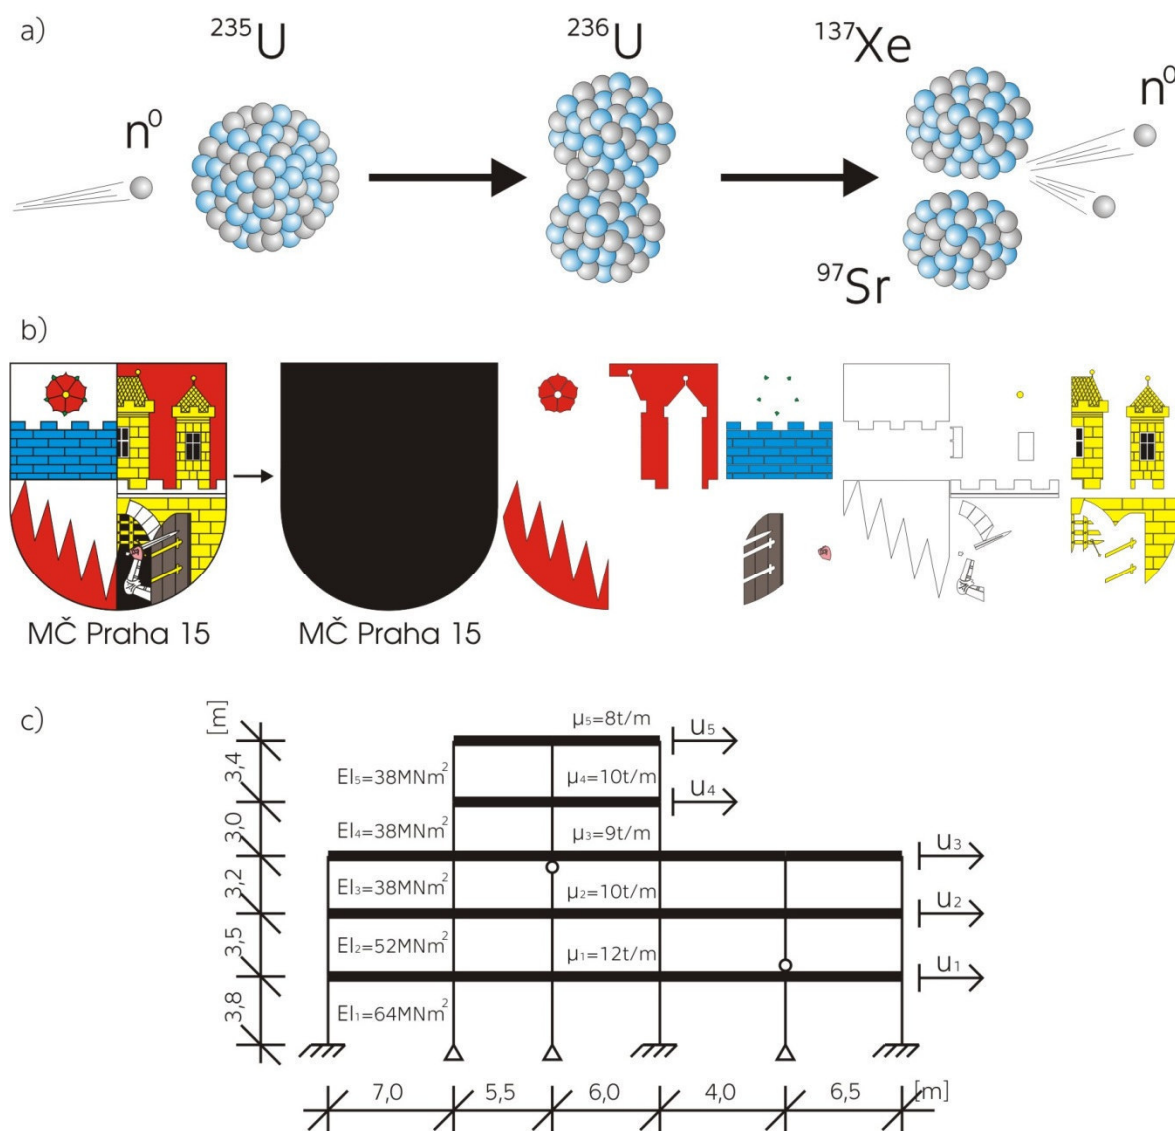 a)
²³⁵U
²³⁶U
¹³⁷Xe
n⁰
n⁰
⁹⁷Sr
b)
MČ Praha 15
MČ Praha 15
c)
[m]
μ₅=8t/m
u₅
3,4
EI₅=38MNm²
μ₄=10t/m
u₄
3,0
EI₄=38MNm²
μ₃=9t/m
u₃
3,2
EI₃=38MNm²
μ₂=10t/m
u₂
3,5
EI₂=52MNm²
μ₁=12t/m
u₁
3,8
EI₁=64MNm²
7,0 5,5 6,0 4,0 6,5 [m]